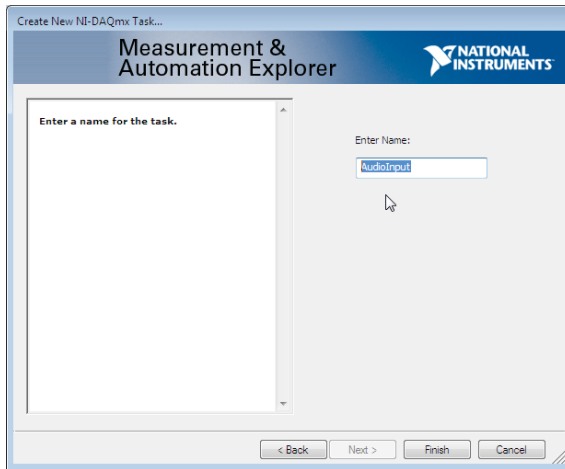 Create New NI-DAQmx Task...
Measurement &
Automation Explorer
NATIONAL
INSTRUMENTS
Enter a name for the task.
Enter Name:
AudioInput
< Back
Next >
Finish
Cancel